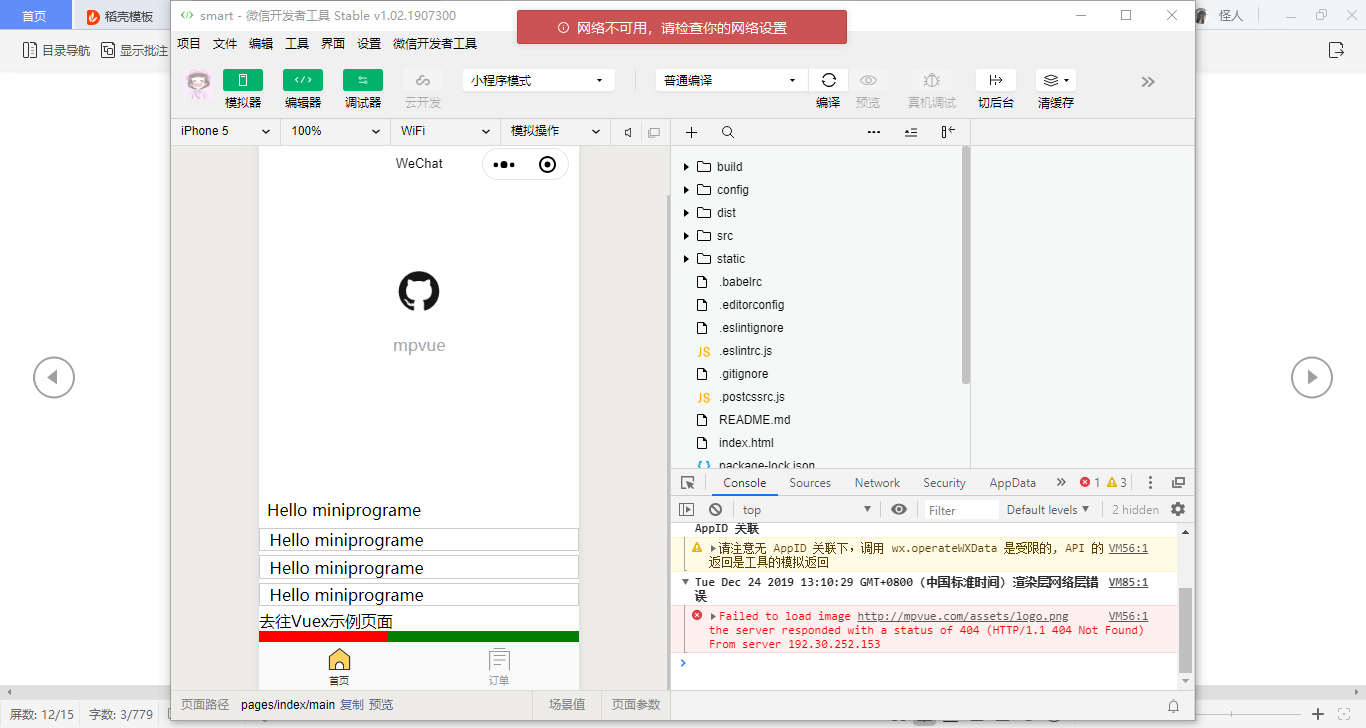 首页
稻壳模板
目录导航
显示批注
怪人
smart - 微信开发者工具 Stable v1.02.1907300
网络不可用，请检查你的网络设置
项目 文件 编辑 工具 界面 设置 微信开发者工具
模拟器 编辑器 调试器 云开发
小程序模式
普通编译
编译 预览 真机调试 切后台 清缓存
iPhone 5 100% WiFi 模拟操作
WeChat
mpvue
Hello miniprograme
Hello miniprograme
Hello miniprograme
Hello miniprograme
去往Vuex示例页面
首页 订单
页面路径 pages/index/main 复制 预览 场景值 页面参数
build
config
dist
src
static
.babelrc
.editorconfig
.eslintignore
JS .eslintrc.js
.gitignore
JS .postcssrc.js
README.md
index.html
package-lock.json
Console Sources Network Security AppData 1 3
top Filter Default levels 2 hidden
AppID 关联
请注意无 AppID 关联下，调用 wx.operateWXData 是受限的, API 的 VM56:1
返回是工具的模拟返回
Tue Dec 24 2019 13:10:29 GMT+0800 (中国标准时间) 渲染层网络层错 VM85:1
误
Failed to load image http://mpvue.com/assets/logo.png VM56:1
the server responded with a status of 404 (HTTP/1.1 404 Not Found)
From server 192.30.252.153
屏数: 12/15 字数: 3/779